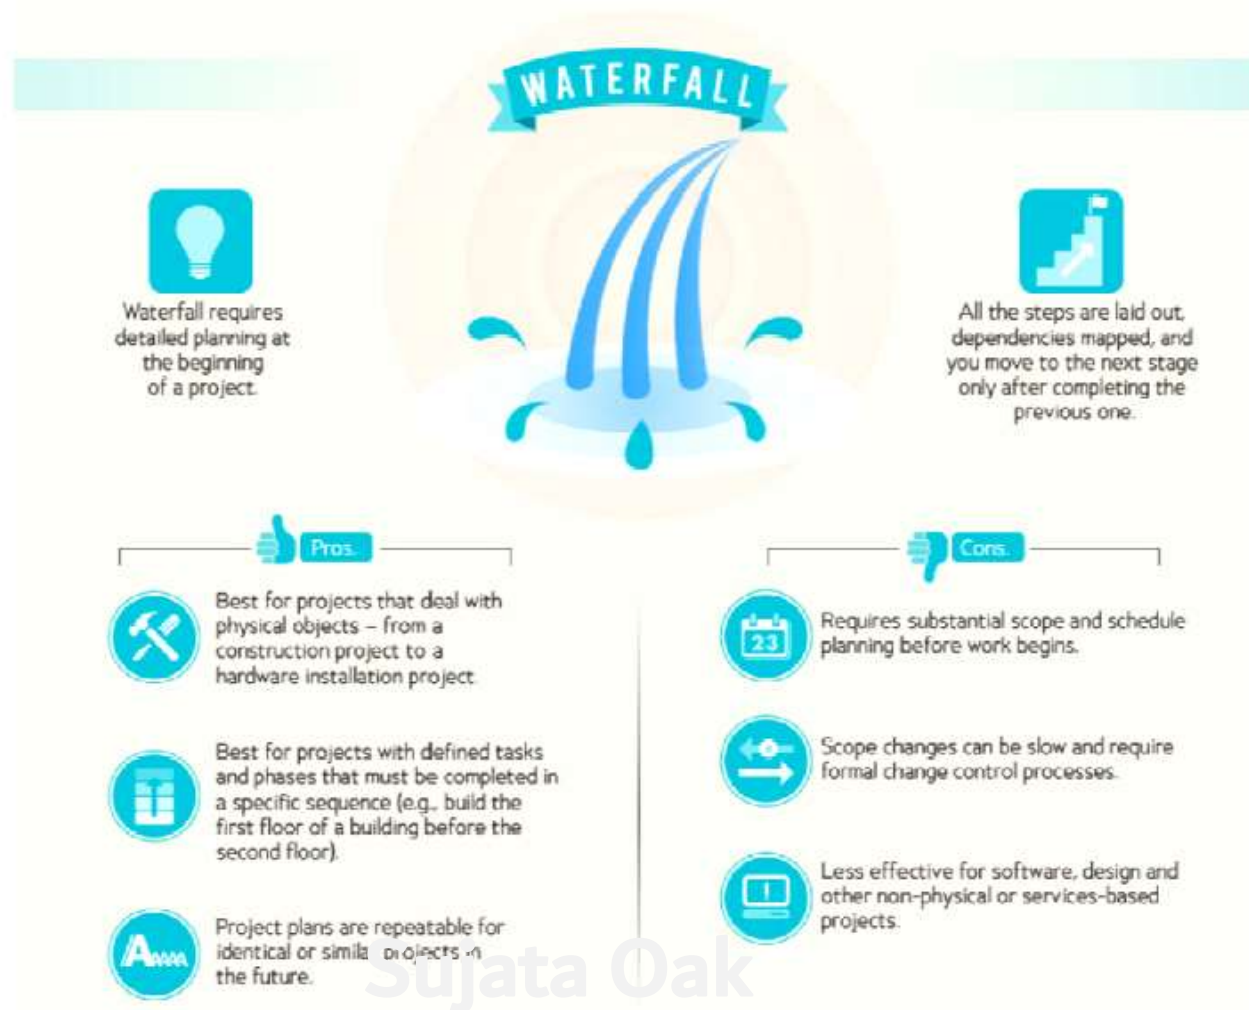 WATERFALL
Waterfall requires
detailed planning at
the beginning
of a project.
All the steps are laid out,
dependencies mapped, and
you move to the next stage
only after completing the
previous one.
Pros.
Best for projects that deal with
physical objects – from a
construction project to a
hardware installation project.
Best for projects with defined tasks
and phases that must be completed in
a specific sequence (e.g., build the
first floor of a building before the
second floor).
AAAAAA
Project plans are repeatable for
identical or similar projects in
the future.
Cons.
23
Requires substantial scope and schedule
planning before work begins.
Scope changes can be slow and require
formal change control processes.
!
Less effective for software, design and
other non-physical or services-based
projects.
Sujata Oak